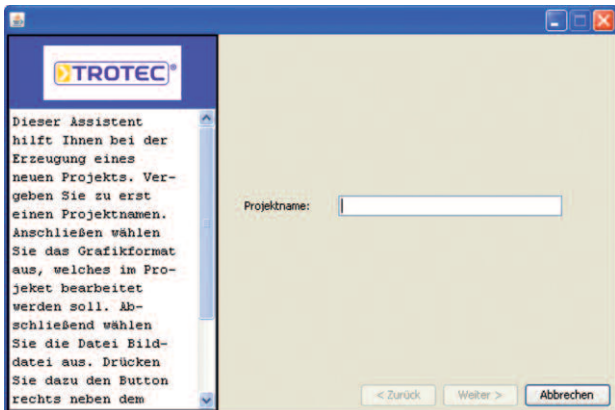 TROTEC®
Dieser Assistent
hilft Ihnen bei der
Erzeugung eines
neuen Projekts. Ver-
geben Sie zu erst
einen Projektnamen.
Anschließen wählen
Sie das Grafikformat
aus, welches im Pro-
jeket bearbeitet
werden soll. Ab-
schließend wählen
Sie die Datei Bild-
datei aus. Drücken
Sie dazu den Button
rechts neben dem
Projektname:
< Zurück
Weiter >
Abbrechen